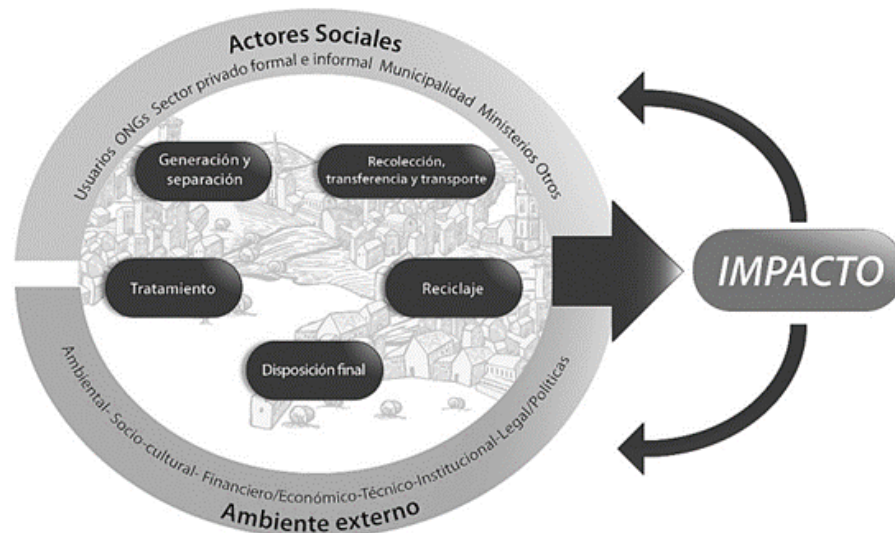 Actores Sociales
Usuarios ONGs Sector privado formal e informal Municipalidad Ministerios Otros
Generación y
separación
Recolección,
transferencia y transporte
Tratamiento
Reciclaje
Disposición final
IMPACTO
Ambiental- Socio-cultural- Financiero/Económico-Técnico-Institucional-Legal/Políticas
Ambiente externo